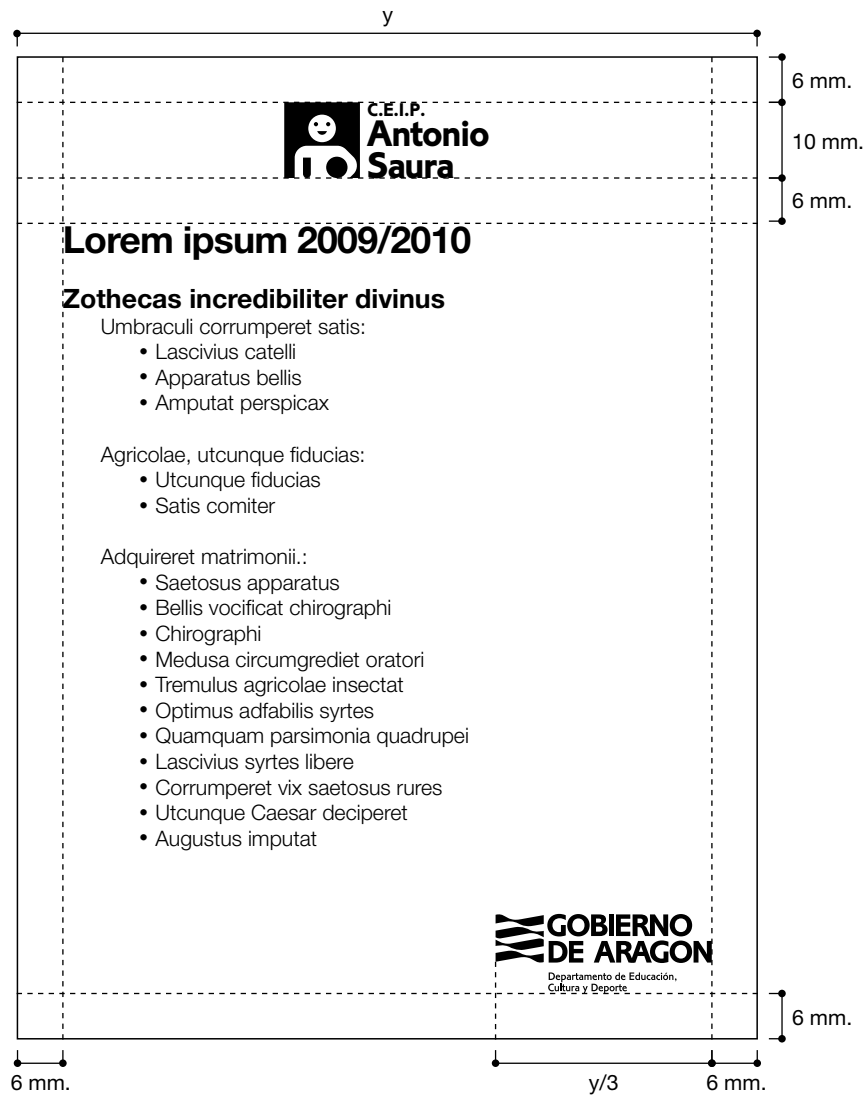 y
6 mm.
C.E.I.P.
Antonio
Saura
10 mm.
6 mm.
Lorem ipsum 2009/2010
Zothecas incredibiliter divinus
Umbraculi corrumperet satis:
• Lascivius catelli
• Apparatus bellis
• Amputat perspicax
Agricolae, utcunque fiducias:
• Utcunque fiducias
• Satis comiter
Adquireret matrimonii.:
• Saetosus apparatus
• Bellis vocificat chirographi
• Chirographi
• Medusa circumgrediet oratori
• Tremulus agricolae insectat
• Optimus adfabilis syrtes
• Quamquam parsimonia quadrupei
• Lascivius syrtes libere
• Corrumperet vix saetosus rures
• Utcunque Caesar deciperet
• Augustus imputat
GOBIERNO
DE ARAGON
Departamento de Educación,
Cultura y Deporte
6 mm.
6 mm.
y/3
6 mm.